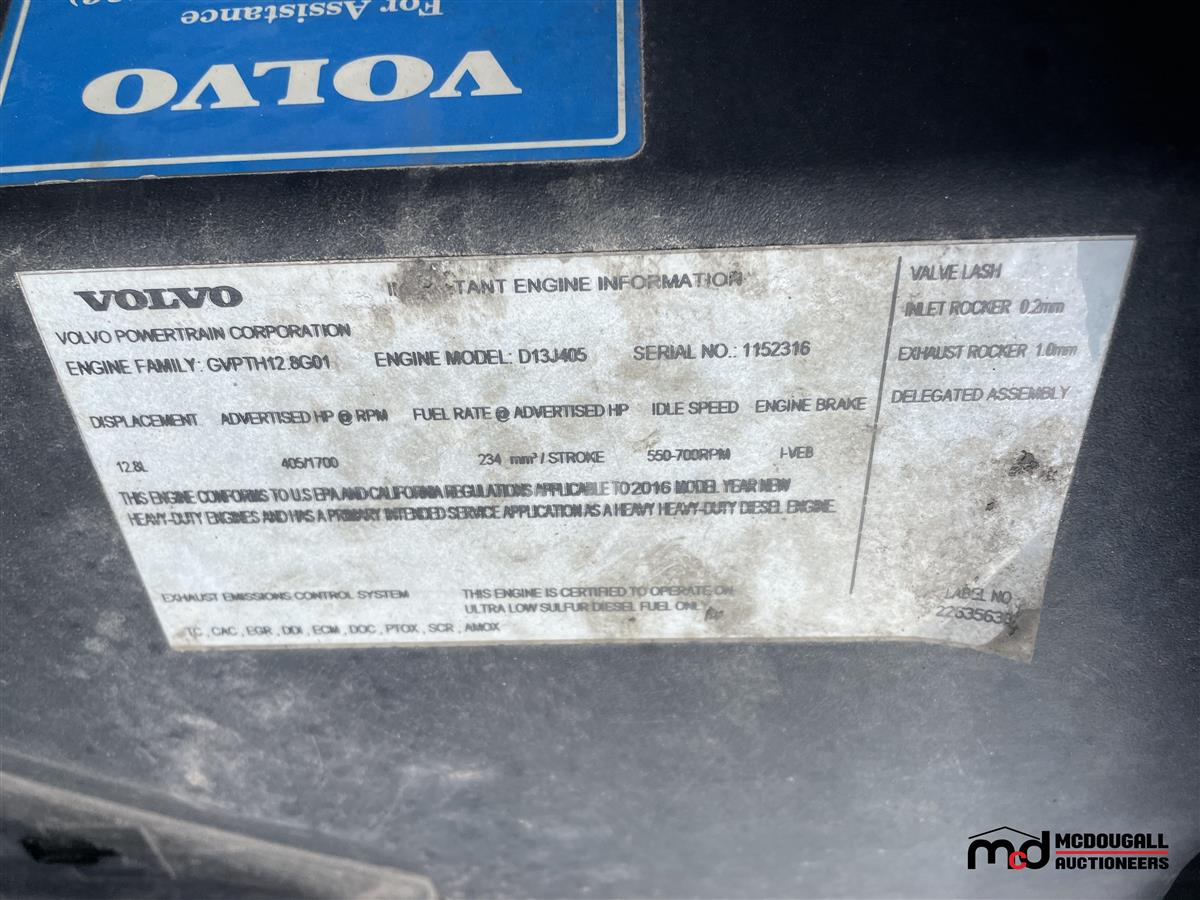 For Assistance
VOLVO
VOLVO
ENGINE INFORMATION
VOLVO POWERTRAIN CORPORATION
ENGINE FAMILY: GVPTH12.8G01 ENGINE MODEL: D13J405 SERIAL NO.: 1152316
DISPLACEMENT ADVERTISED HP @ RPM FUEL RATE @ ADVERTISED HP IDLE SPEED ENGINE BRAKE
12.8L 405/1700 234 mm³ / STROKE 550-700RPM I-VEB
THIS ENGINE CONFORMS TO U.S EPA AND CALIFORNIA REGULATIONS APPLICABLE TO 2016 MODEL YEAR NEW
HEAVY-DUTY ENGINES AND HAS A PRIMARY INTENDED SERVICE APPLICATION AS A HEAVY HEAVY-DUTY DIESEL ENGINE.
EXHAUST EMISSIONS CONTROL SYSTEM
TC , CAC , EGR , DDI , ECM , DOC , PTOX , SCR , AMOX
THIS ENGINE IS CERTIFIED TO OPERATE ON
ULTRA LOW SULFUR DIESEL FUEL ONLY
VALVE LASH
INLET ROCKER 0.2mm
EXHAUST ROCKER 1.0mm
DELEGATED ASSEMBLY
LABEL NO
mcd MCDOUGALL
AUCTIONEERS